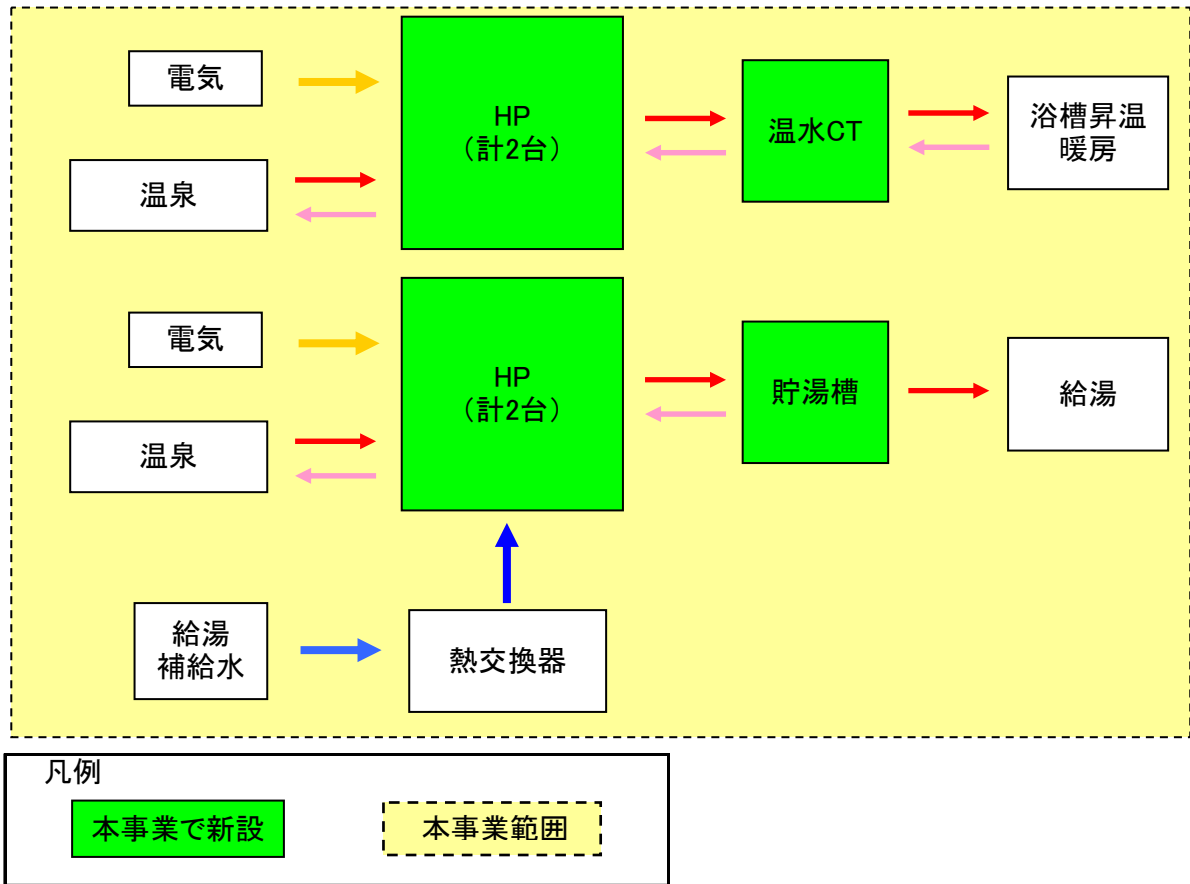 電気
HP
（計2台）
温水CT
浴槽昇温
暖房
温泉
電気
HP
（計2台）
貯湯槽
給湯
温泉
給湯
補給水
熱交換器
凡例
本事業で新設
本事業範囲